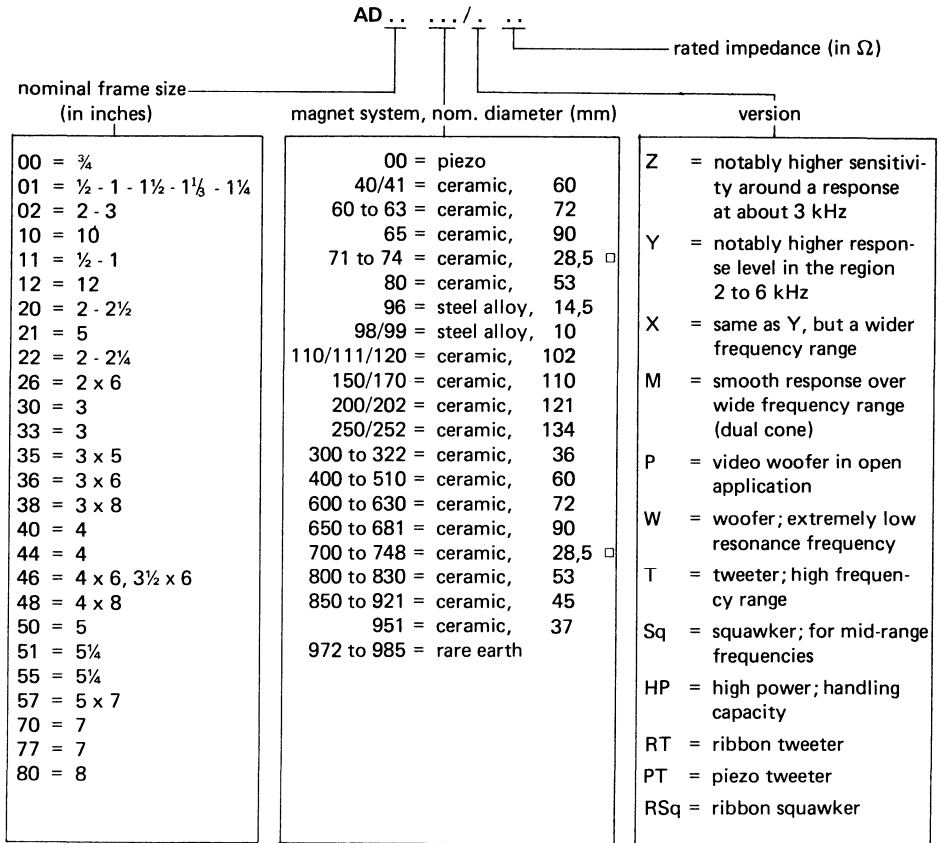 AD . . . . . / . . .
rated impedance (in Ω)
nominal frame size
(in inches)
magnet system, nom. diameter (mm)
version
00 = ¾
01 = ½ - 1 - 1½ - 1⅓ - 1¼
02 = 2 - 3
10 = 10
11 = ½ - 1
12 = 12
20 = 2 - 2½
21 = 5
22 = 2 - 2¼
26 = 2 x 6
30 = 3
33 = 3
35 = 3 x 5
36 = 3 x 6
38 = 3 x 8
40 = 4
44 = 4
46 = 4 x 6, 3½ x 6
48 = 4 x 8
50 = 5
51 = 5¼
55 = 5¼
57 = 5 x 7
70 = 7
77 = 7
80 = 8
00 = piezo
40/41 = ceramic, 60
60 to 63 = ceramic, 72
65 = ceramic, 90
71 to 74 = ceramic, 28,5 □
80 = ceramic, 53
96 = steel alloy, 14,5
98/99 = steel alloy, 10
110/111/120 = ceramic, 102
150/170 = ceramic, 110
200/202 = ceramic, 121
250/252 = ceramic, 134
300 to 322 = ceramic, 36
400 to 510 = ceramic, 60
600 to 630 = ceramic, 72
650 to 681 = ceramic, 90
700 to 748 = ceramic, 28,5 □
800 to 830 = ceramic, 53
850 to 921 = ceramic, 45
951 = ceramic, 37
972 to 985 = rare earth
Z = notably higher sensitivi-
ty around a response
at about 3 kHz
Y = notably higher respon-
se level in the region
2 to 6 kHz
X = same as Y, but a wider
frequency range
M = smooth response over
wide frequency range
(dual cone)
P = video woofer in open
application
W = woofer; extremely low
resonance frequency
T = tweeter; high frequen-
cy range
Sq = squawker; for mid-range
frequencies
HP = high power; handling
capacity
RT = ribbon tweeter
PT = piezo tweeter
RSq = ribbon squawker